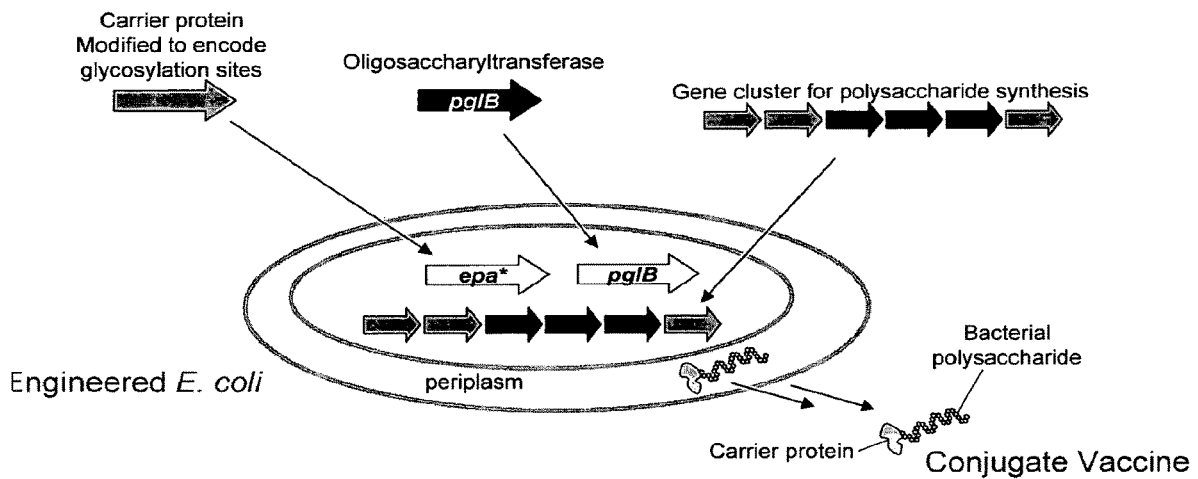 Carrier protein
Modified to encode
glycosylation sites
Oligosaccharyltransferase
pglB
Gene cluster for polysaccharide synthesis
epa*
pglB
Engineered E. coli
periplasm
Bacterial
polysaccharide
Carrier protein
Conjugate Vaccine